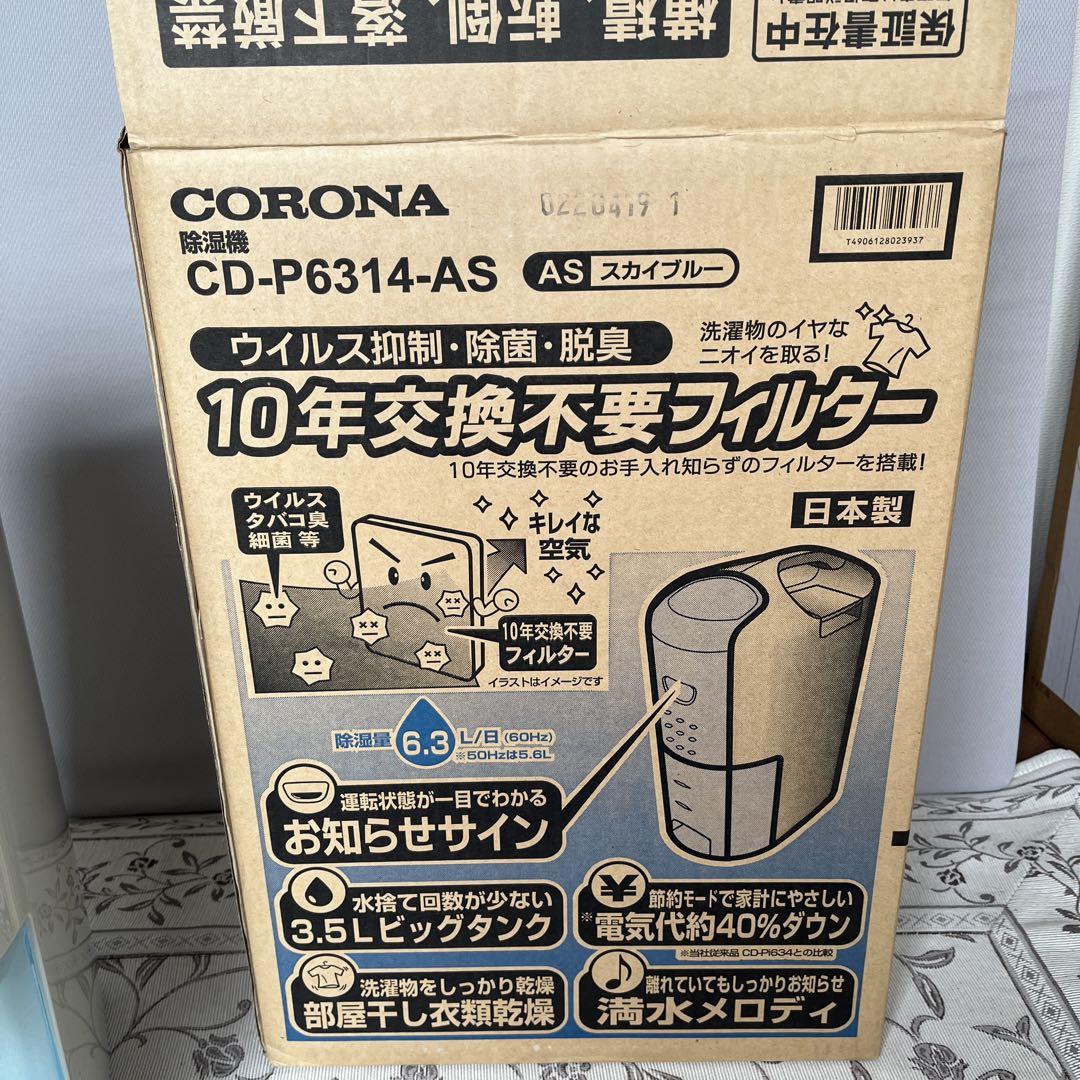 横積、転倒、落下厳禁
保証書在中
CORONA
0220419 1
T4906128023937
除湿機
CD-P6314-AS
AS スカイブルー
ウイルス抑制・除菌・脱臭
洗濯物のイヤな
ニオイを取る!
10年交換不要フィルター
10年交換不要のお手入れ知らずのフィルターを搭載!
日本製
ウイルス
タバコ臭
細菌 等
キレイな
空気
10年交換不要
フィルター
イラストはイメージです
除湿量 6.3 L/日 (60Hz)
※50Hzは5.6L
運転状態が一目でわかる
お知らせサイン
水捨て回数が少ない
3.5Lビッグタンク
¥
節約モードで家計にやさしい
※電気代約40%ダウン
※当社従来品 CD-Pi634との比較
洗濯物をしっかり乾燥
部屋干し衣類乾燥
離れていてもしっかりお知らせ
満水メロディ